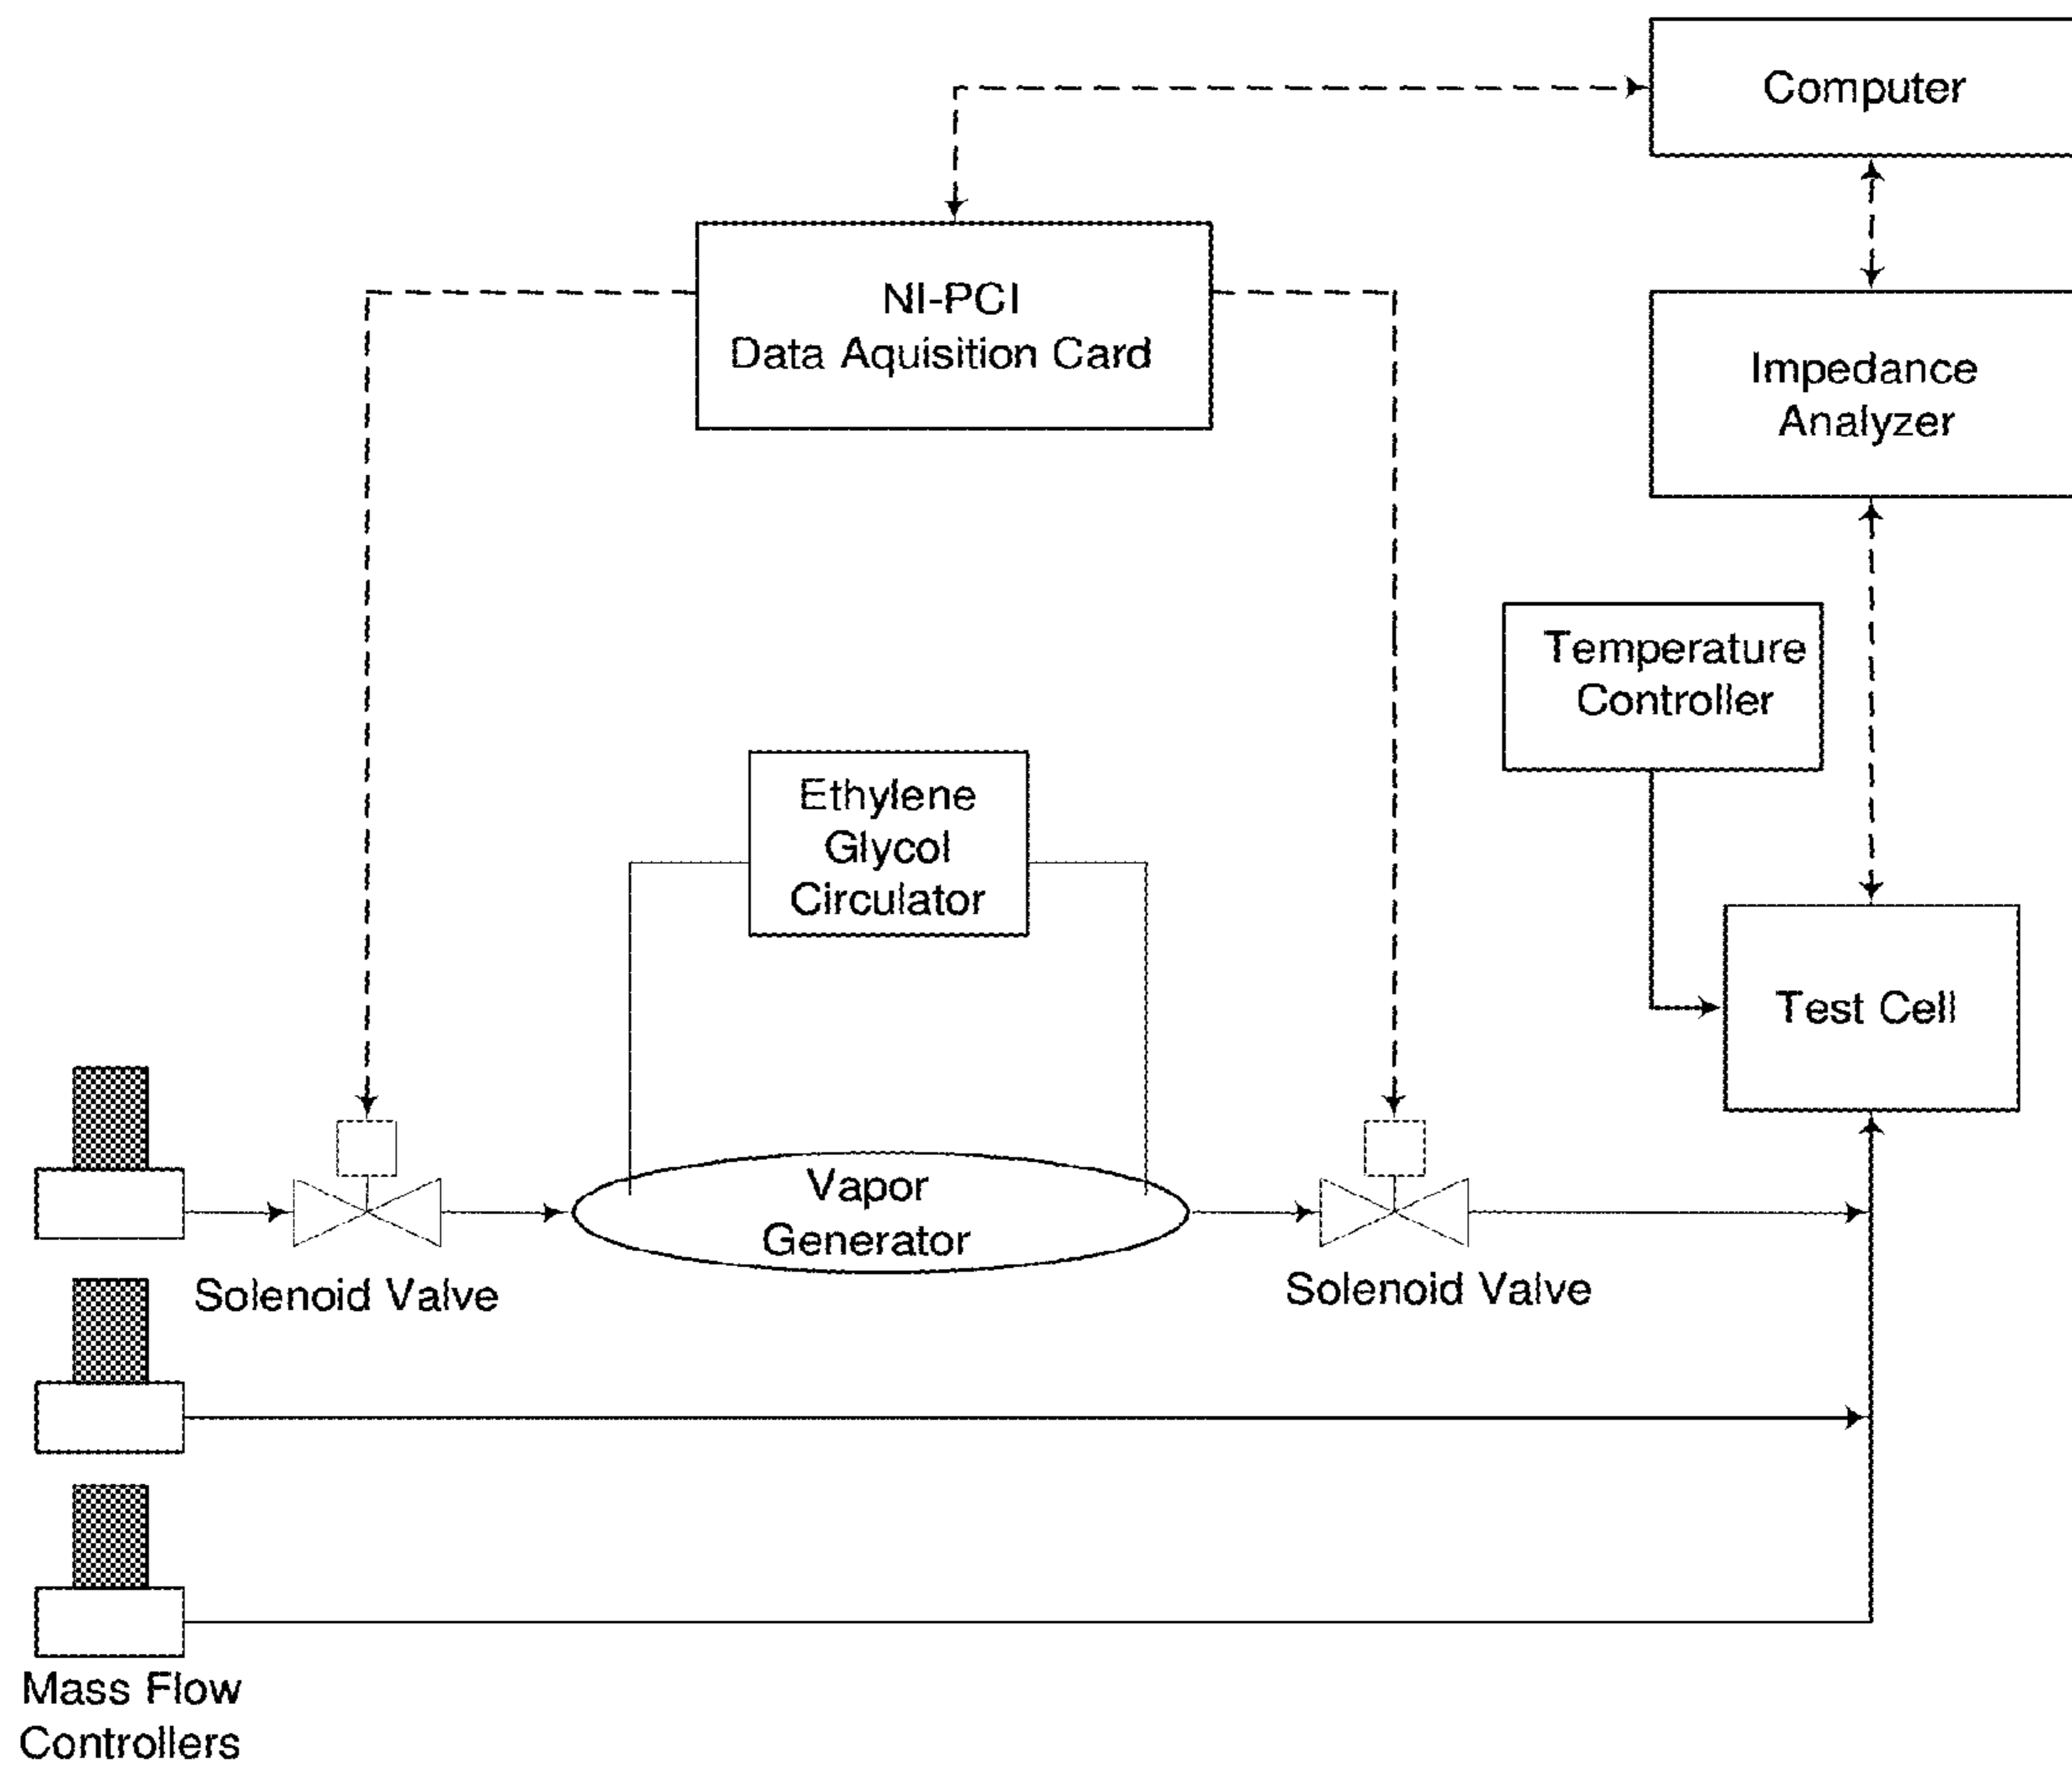 Computer
NI-PCI
Data Aquisition Card
Impedance
Analyzer
Temperature
Controller
Ethylene
Glycol
Circulator
Test Cell
Vapor
Generator
Solenoid Valve
Solenoid Valve
Mass Flow
Controllers